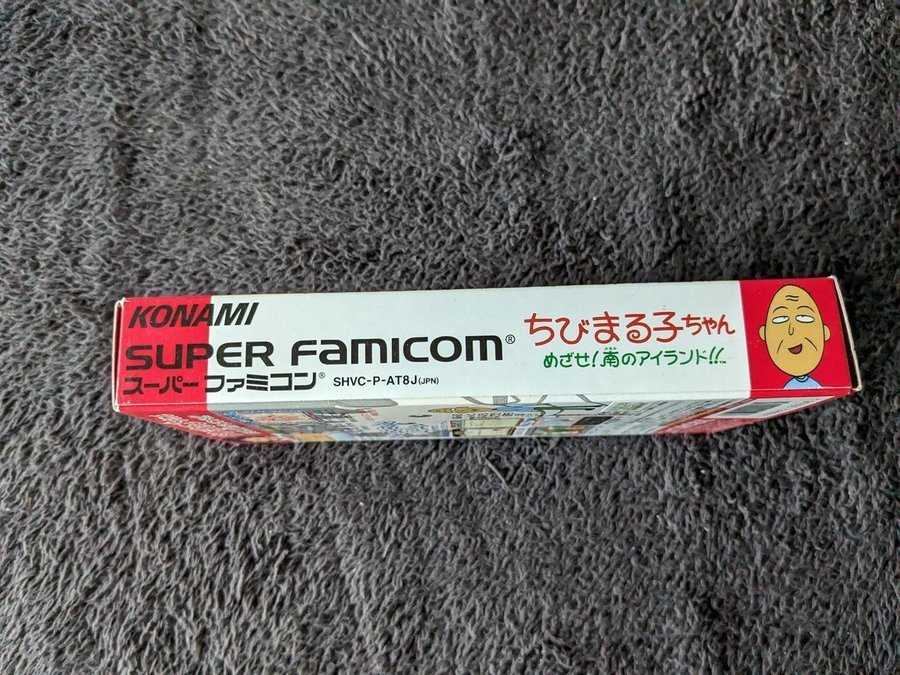 KONAMI
SUPER FAMICOM®
スーパーファミコン® SHVC-P-AT8J(JPN)
ちびまる子ちゃん
めざせ!南のアイランド!!™